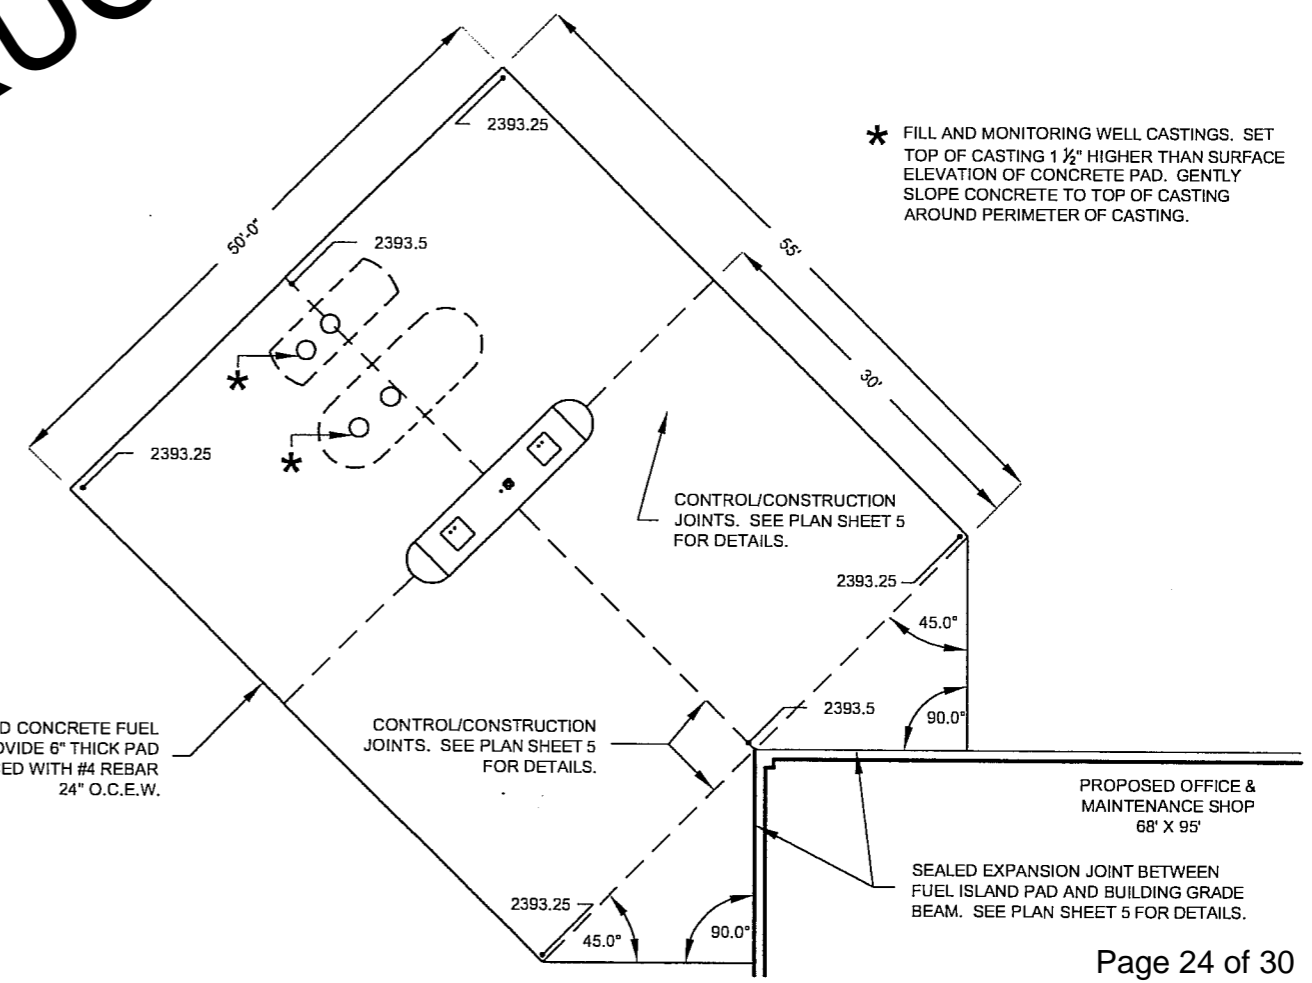 2393.25
FILL AND MONITORING WELL CASTINGS. SET
TOP OF CASTING 1 ½" HIGHER THAN SURFACE
ELEVATION OF CONCRETE PAD. GENTLY
SLOPE CONCRETE TO TOP OF CASTING
AROUND PERIMETER OF CASTING.
50'-0"
2393.5
55'
30'
2393.25
CONTROL/CONSTRUCTION
JOINTS. SEE PLAN SHEET 5
FOR DETAILS.
2393.25
45.0°
2393.5
90.0°
D CONCRETE FUEL
OVIDE 6" THICK PAD
ED WITH #4 REBAR
24" O.C.E.W.
CONTROL/CONSTRUCTION
JOINTS. SEE PLAN SHEET 5
FOR DETAILS.
PROPOSED OFFICE &
MAINTENANCE SHOP
68' X 95'
SEALED EXPANSION JOINT BETWEEN
FUEL ISLAND PAD AND BUILDING GRADE
BEAM. SEE PLAN SHEET 5 FOR DETAILS.
2393.25
45.0°
90.0°
Page 24 of 30